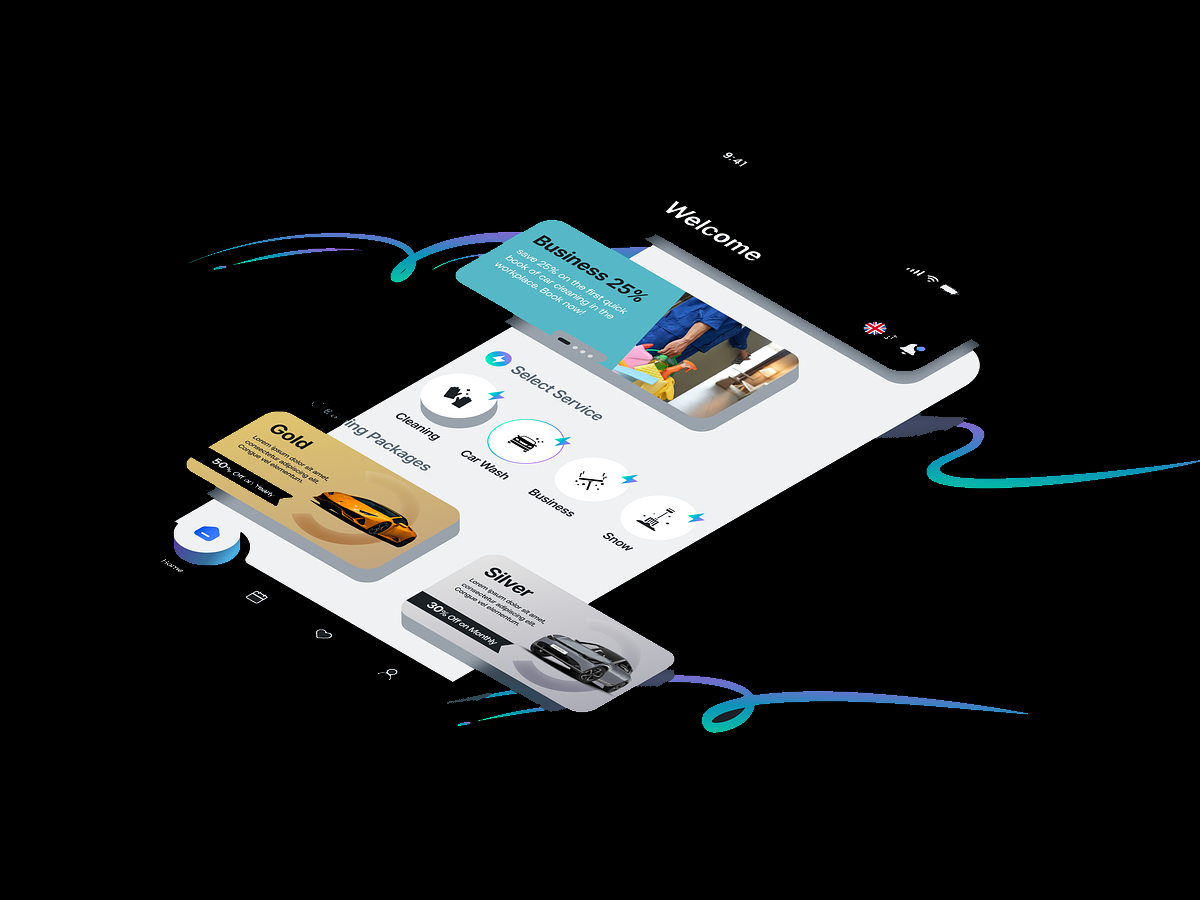 9:41
Welcome
Business 25%
save 25% on the first quick
book of car cleaning in the
workplace. Book now!
Select Service
Cleaning
Car Wash
Business
Snow
ing Packages
Gold
Lorem ipsum dolor sit amet,
consectetur adipiscing elit.
Congue vel elementum.
50% Off on Yearly
Silver
Lorem ipsum dolor sit amet,
consectetur adipiscing elit.
Congue vel elementum.
30% Off on Monthly
Home